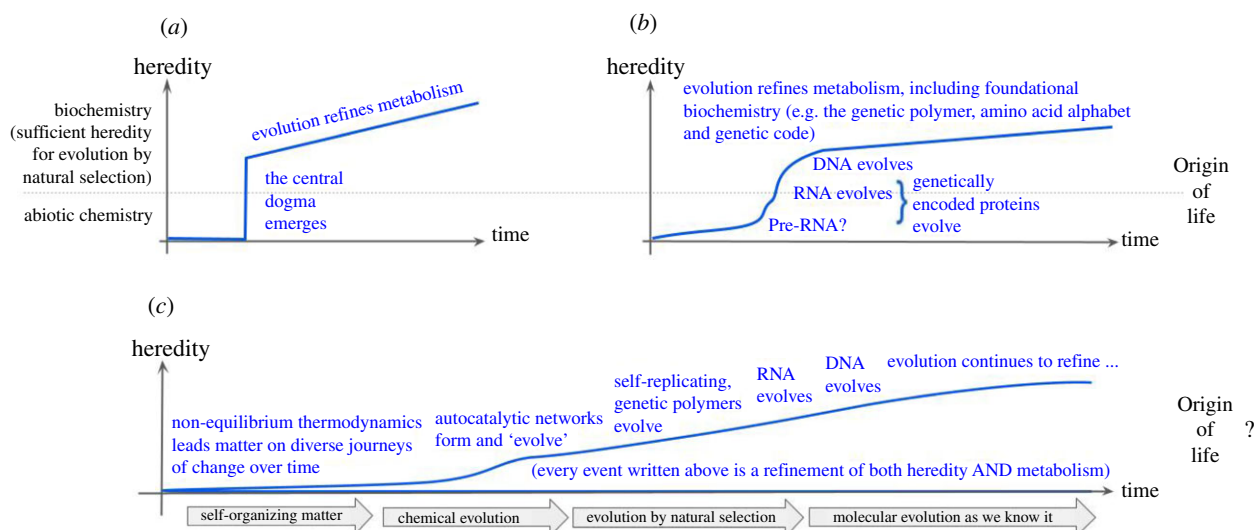 (a)
heredity
biochemistry
(sufficient heredity
for evolution by
natural selection)
abiotic chemistry
evolution refines metabolism
the central
dogma
emerges
time
(b)
heredity
evolution refines metabolism, including foundational
biochemistry (e.g. the genetic polymer, amino acid alphabet
and genetic code)
DNA evolves
RNA evolves
Pre-RNA?
} genetically
encoded proteins
evolve
time
Origin
of
life
(c)
heredity
non-equilibrium thermodynamics
leads matter on diverse journeys
of change over time
autocatalytic networks
form and ‘evolve’
self-replicating,
genetic polymers
evolve
RNA
evolves
DNA
evolves
evolution continues to refine ...
(every event written above is a refinement of both heredity AND metabolism)
time
Origin
of ?
life
self-organizing matter
chemical evolution
evolution by natural selection
molecular evolution as we know it